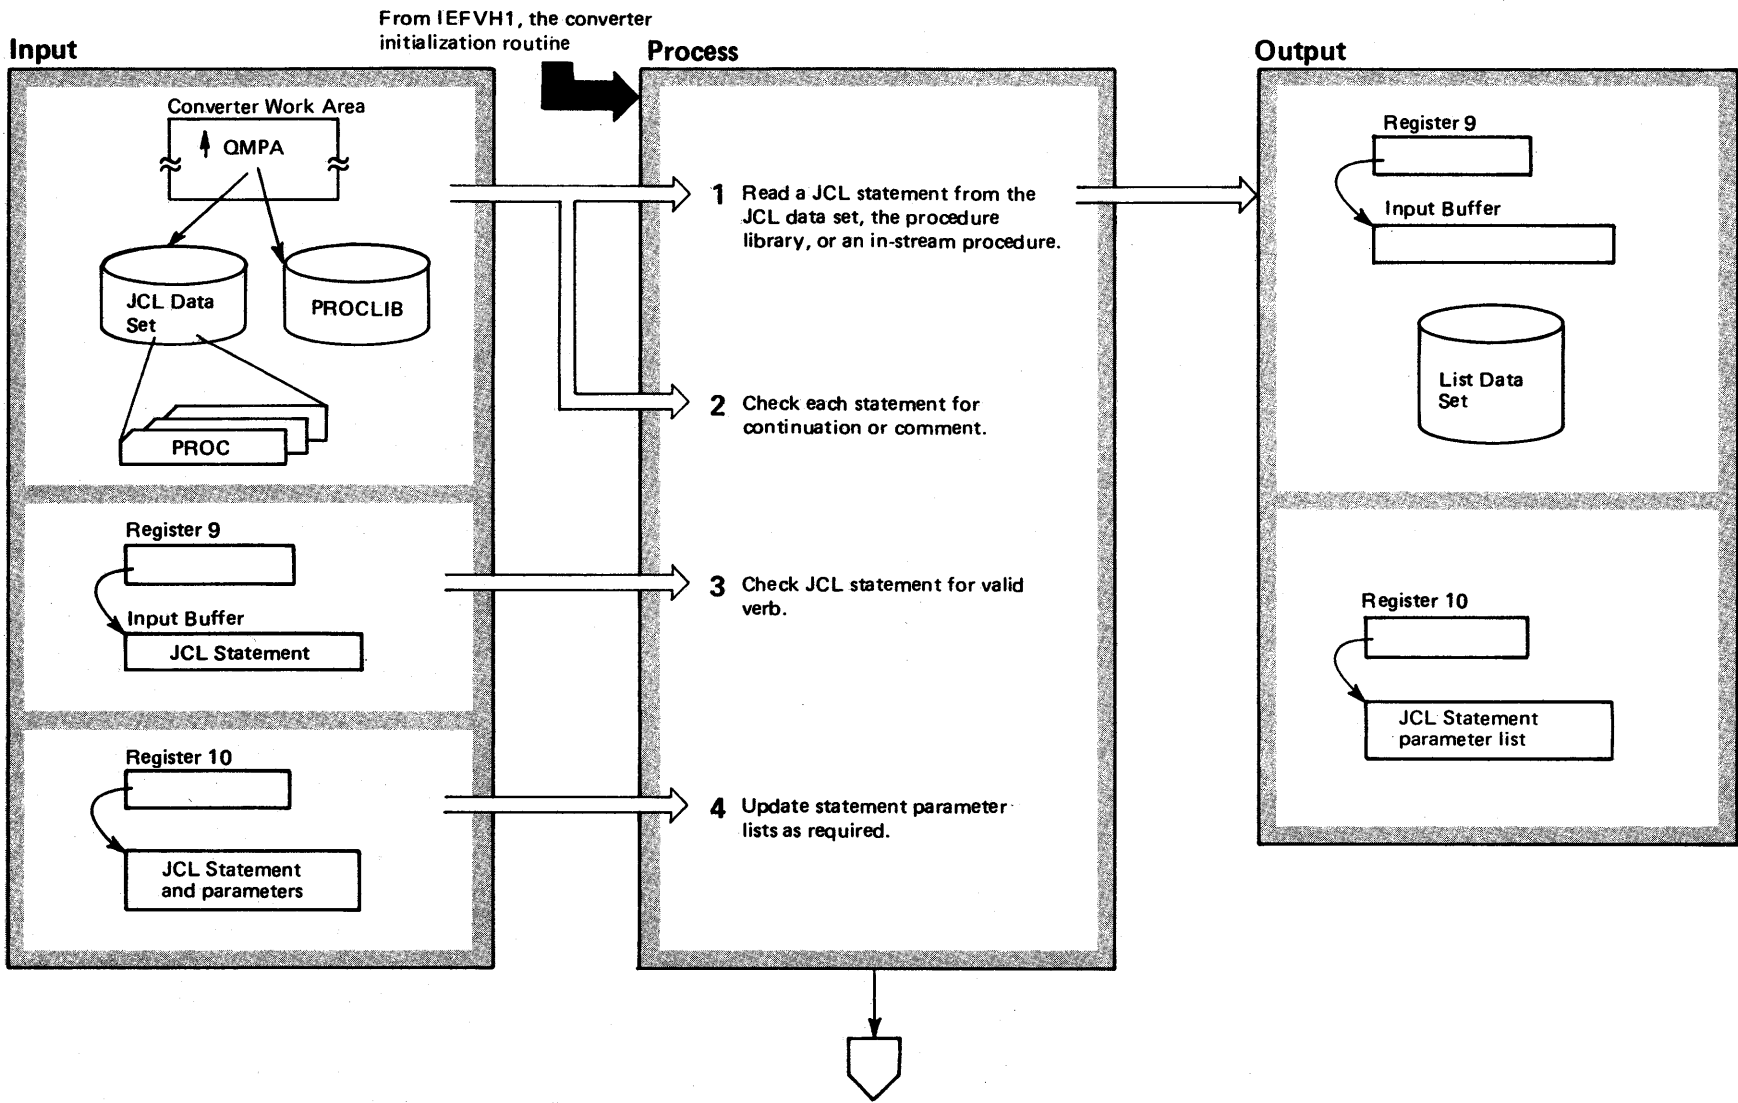 From IEFVH1, the converter
initialization routine
Input
Converter Work Area
QMPA
JCL Data
Set
PROCLIB
PROC
Register 9
Input Buffer
JCL Statement
Register 10
JCL Statement
and parameters
Process
1 Read a JCL statement from the
JCL data set, the procedure
library, or an in-stream procedure.
2 Check each statement for
continuation or comment.
3 Check JCL statement for valid
verb.
4 Update statement parameter
lists as required.
Output
Register 9
Input Buffer
List Data
Set
Register 10
JCL Statement
parameter list